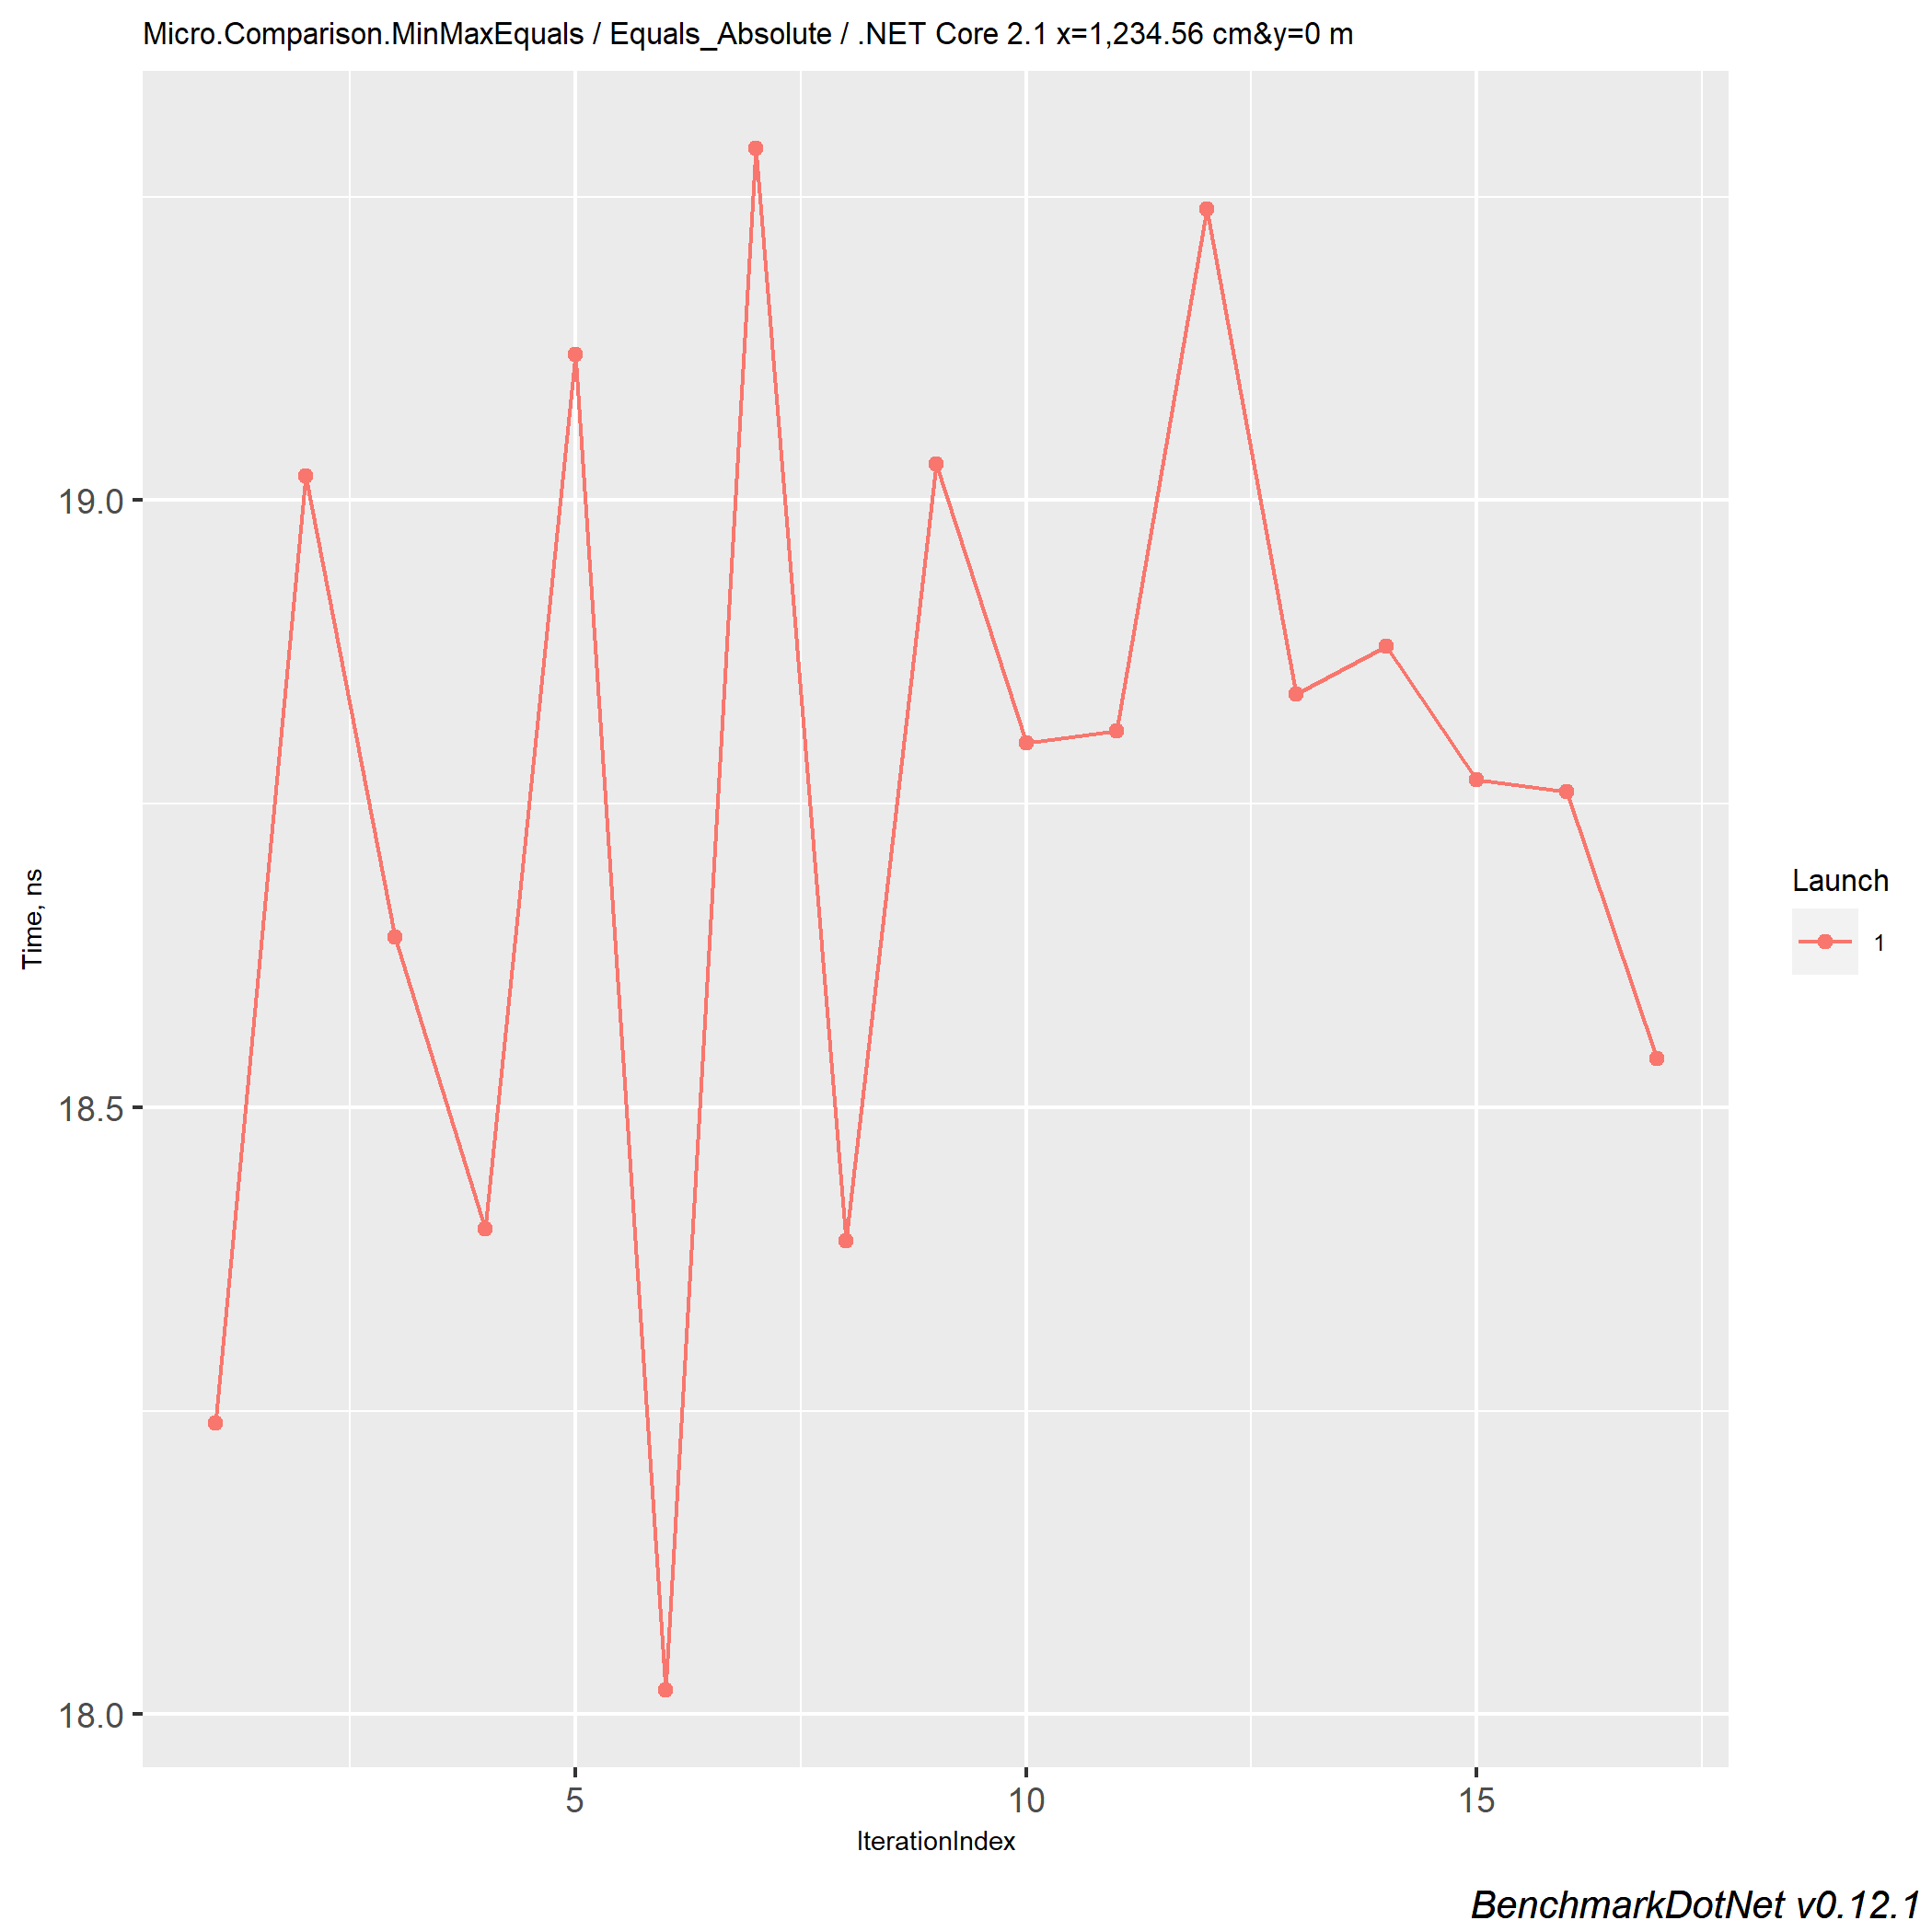 Micro.Comparison.MinMaxEquals / Equals_Absolute / .NET Core 2.1 x=1,234.56 cm&y=0 m
Time, ns
19.0
18.5
18.0
5 10 15
IterationIndex
Launch
1
BenchmarkDotNet v0.12.1